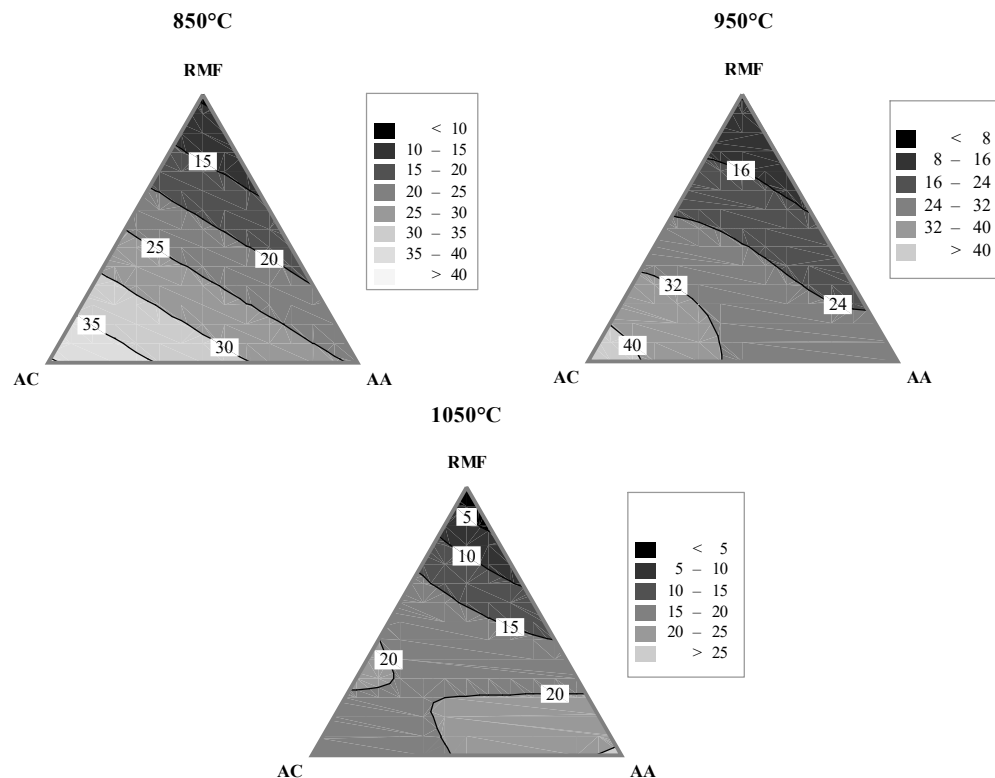 850°C
RMF
15
25
20
35
30
AC
AA
< 10
10 – 15
15 – 20
20 – 25
25 – 30
30 – 35
35 – 40
> 40
950°C
RMF
16
32
24
40
AC
AA
< 8
8 – 16
16 – 24
24 – 32
32 – 40
> 40
1050°C
RMF
5
10
15
20
20
AC
AA
< 5
5 – 10
10 – 15
15 – 20
20 – 25
> 25